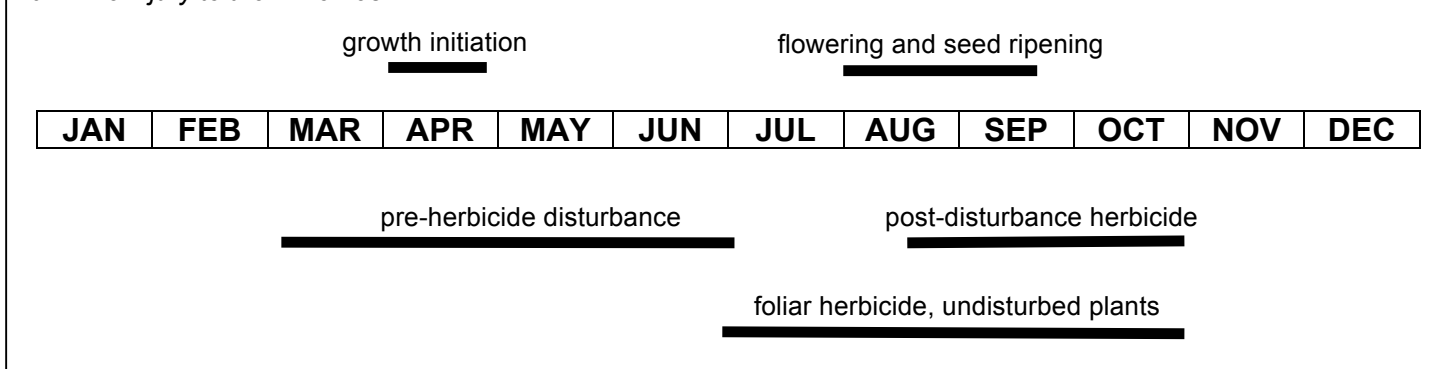 growth initiation
flowering and seed ripening
JAN FEB MAR APR MAY JUN JUL AUG SEP OCT NOV DEC
pre-herbicide disturbance
post-disturbance herbicide
foliar herbicide, undisturbed plants